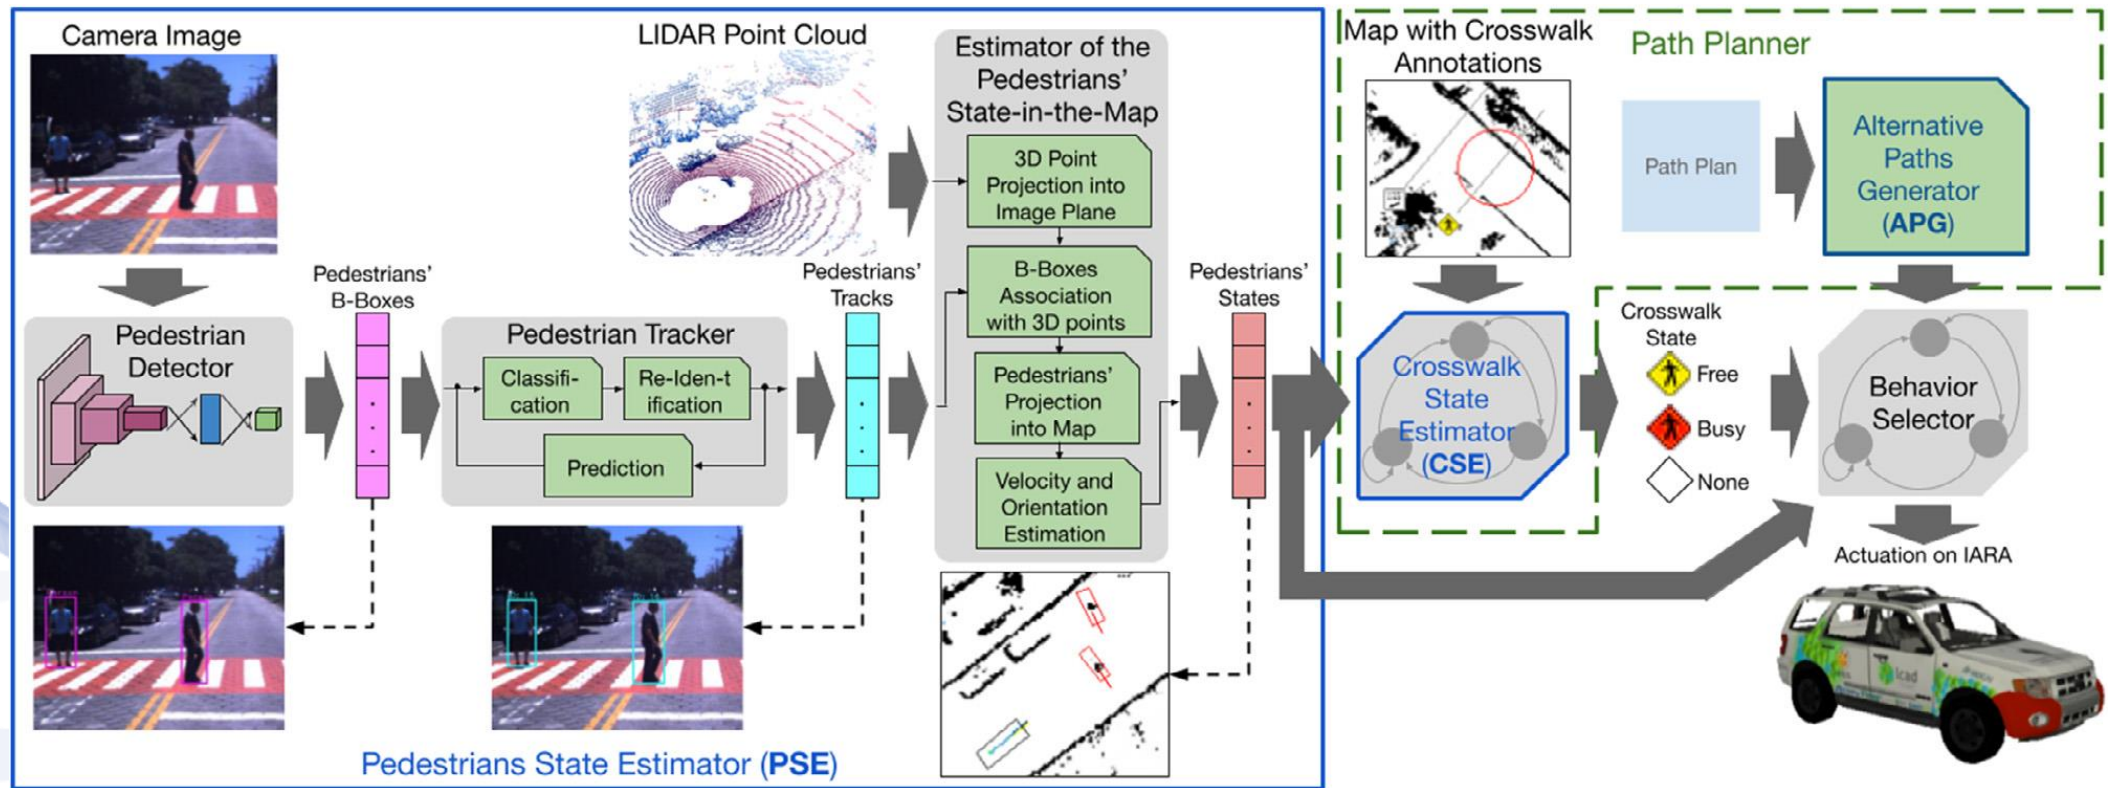 Camera Image
LIDAR Point Cloud
Estimator of the
Pedestrians'
State-in-the-Map
3D Point
Projection into
Image Plane
B-Boxes
Association
with 3D points
Pedestrians'
Projection
into Map
Velocity and
Orientation
Estimation
Pedestrian
Detector
Pedestrians'
B-Boxes
Pedestrian Tracker
Classifi-
cation
Re-Iden-t
ification
Prediction
Pedestrians'
Tracks
Pedestrians'
States
Pedestrians State Estimator (PSE)
Map with Crosswalk
Annotations
Path Planner
Path Plan
Alternative
Paths
Generator
(APG)
Crosswalk
State
Estimator
(CSE)
Crosswalk
State
Free
Busy
None
Behavior
Selector
Actuation on IARA
lcad